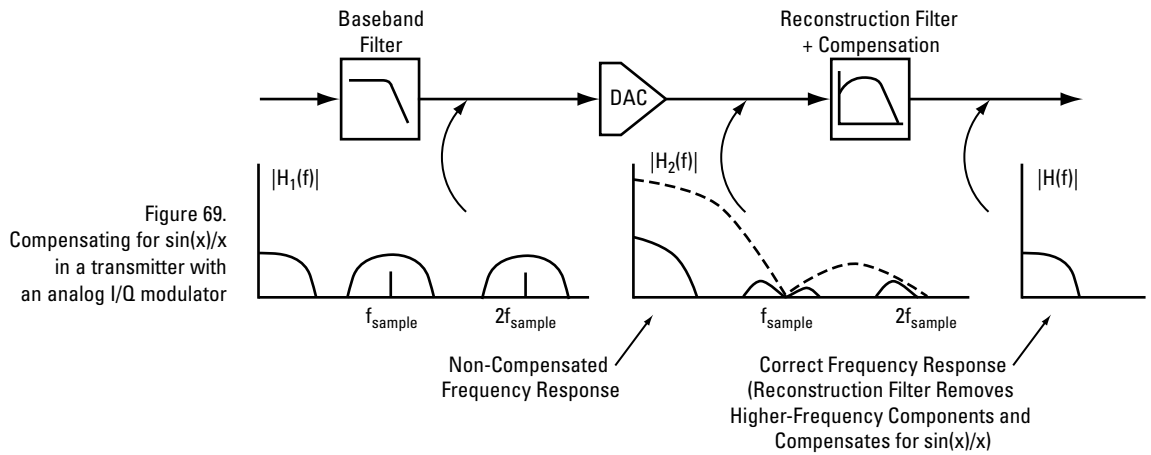 Baseband
Filter
Reconstruction Filter
+ Compensation
DAC
|H1(f)|
|H2(f)|
|H(f)|
Figure 69.
Compensating for sin(x)/x
in a transmitter with
an analog I/Q modulator
fsample
2fsample
fsample
2fsample
Non-Compensated
Frequency Response
Correct Frequency Response
(Reconstruction Filter Removes
Higher-Frequency Components and
Compensates for sin(x)/x)